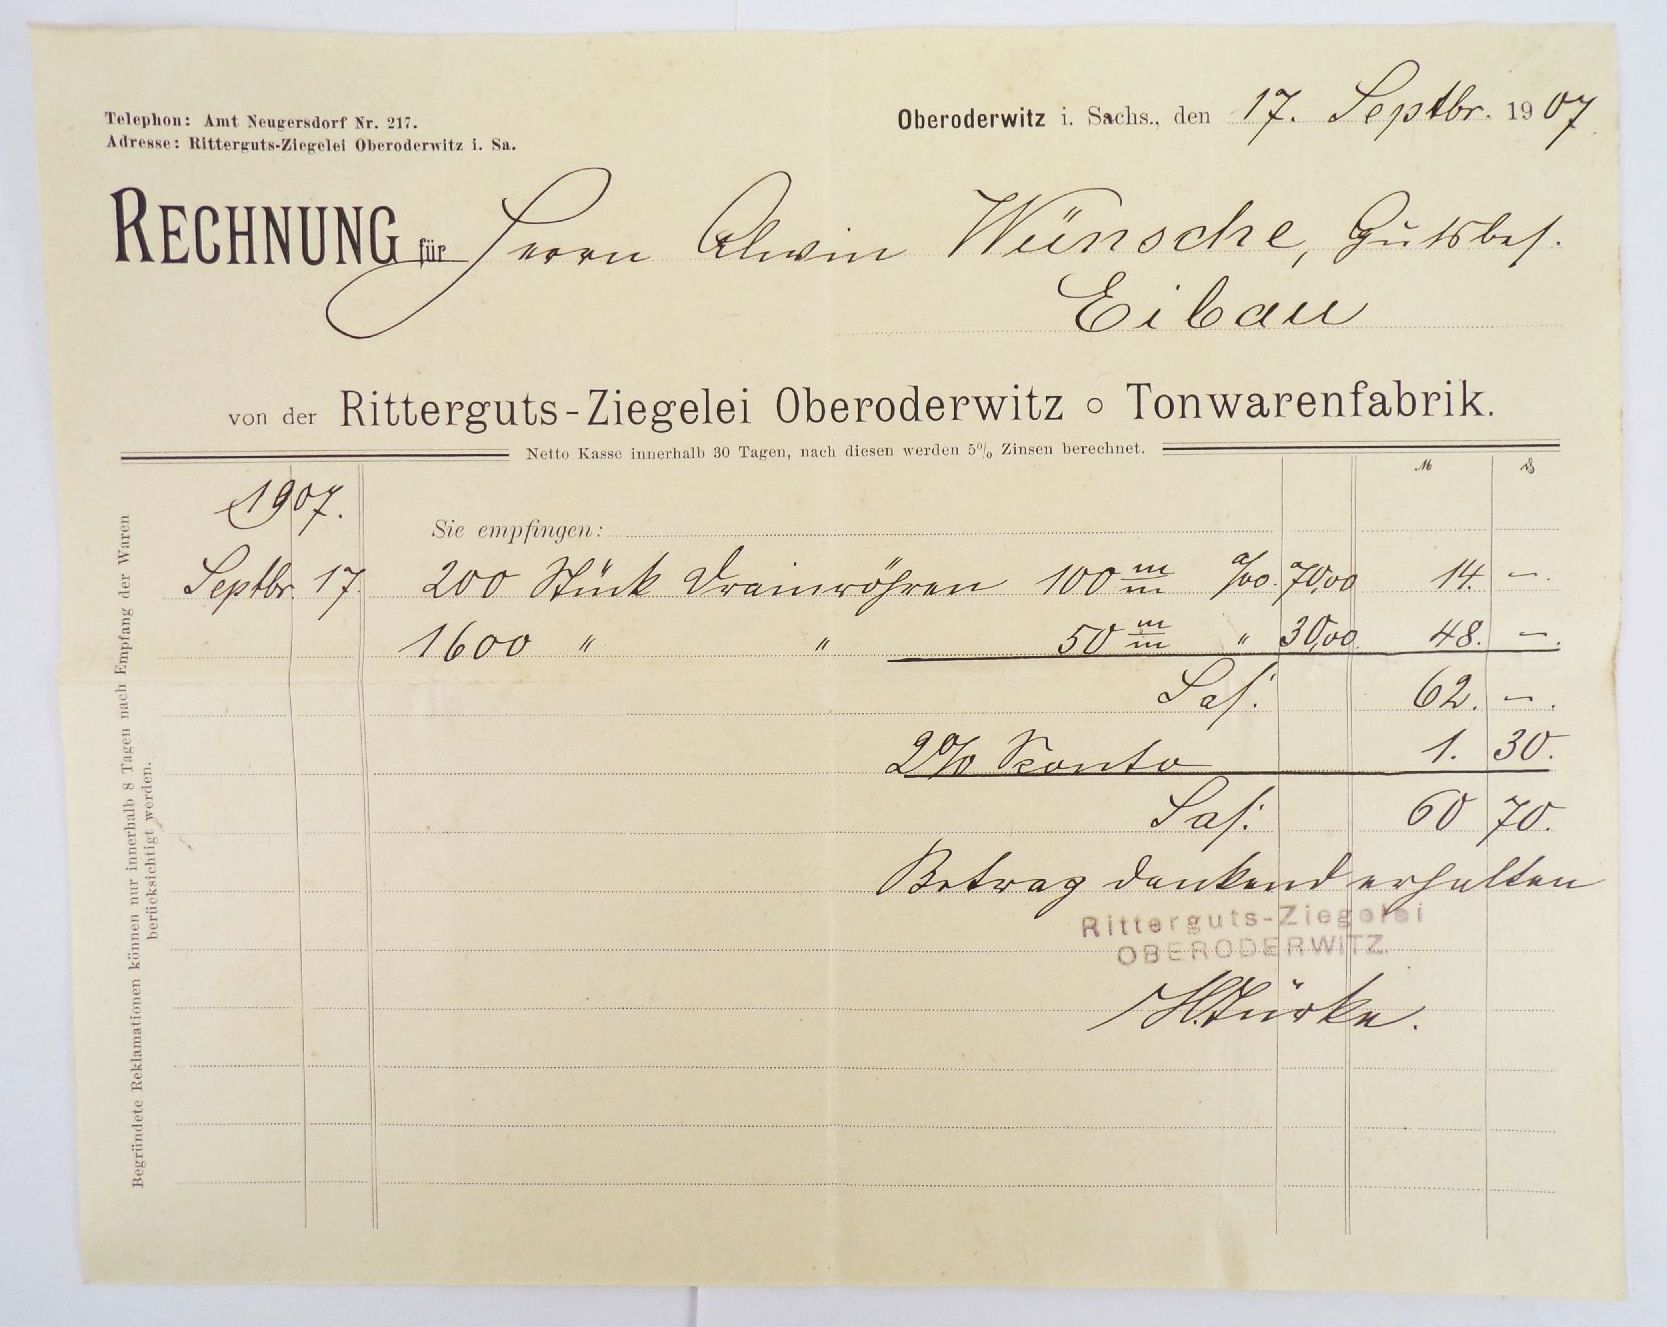 Telephon: Amt Neugersdorf Nr. 217.
Adresse: Ritterguts-Ziegelei Oberoderwitz i. Sa.
Oberoderwitz i. Sachs., den 17. Septbr. 1907
RECHNUNG für Herrn Alwin Wünsche, Gutsbes.
Eibau
von der Ritterguts-Ziegelei Oberoderwitz ○ Tonwarenfabrik.
Netto Kasse innerhalb 30 Tagen, nach diesen werden 5% Zinsen berechnet.
M ₰
1907.
Sie empfingen:
Septbr. 17. 200 Stück Drainröhren 100 m/m %00. 70,00 14. —.
1600 " " 50 m/m " 30,00 48. —.
Sa.: 62. —.
2% Skonto 1. 30.
Sa.: 60 70.
Betrag dankend erhalten
Ritterguts-Ziegelei
OBERODERWITZ.
Begründete Reklamationen können nur innerhalb 8 Tagen nach Empfang der Waren
berücksichtigt werden.